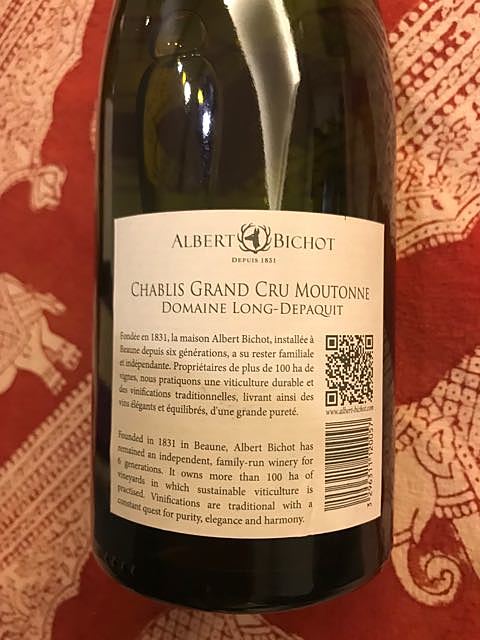 ALBERT BICHOT
DEPUIS 1831
CHABLIS GRAND CRU MOUTONNE
DOMAINE LONG-DEPAQUIT
Fondée en 1831, la maison Albert Bichot, installée à
Beaune depuis six générations, a su rester familiale
et indépendante. Propriétaires de plus de 100 ha de
vignes, nous pratiquons une viticulture durable et
des vinifications traditionnelles, livrant ainsi des
vins élégants et équilibrés, d'une grande pureté.
www.albert-bichot.com
Founded in 1831 in Beaune, Albert Bichot has
remained an independent, family-run winery for
6 generations. It owns more than 100 ha of
vineyards in which sustainable viticulture is
practised. Vinifications are traditional with a
constant quest for purity, elegance and harmony.